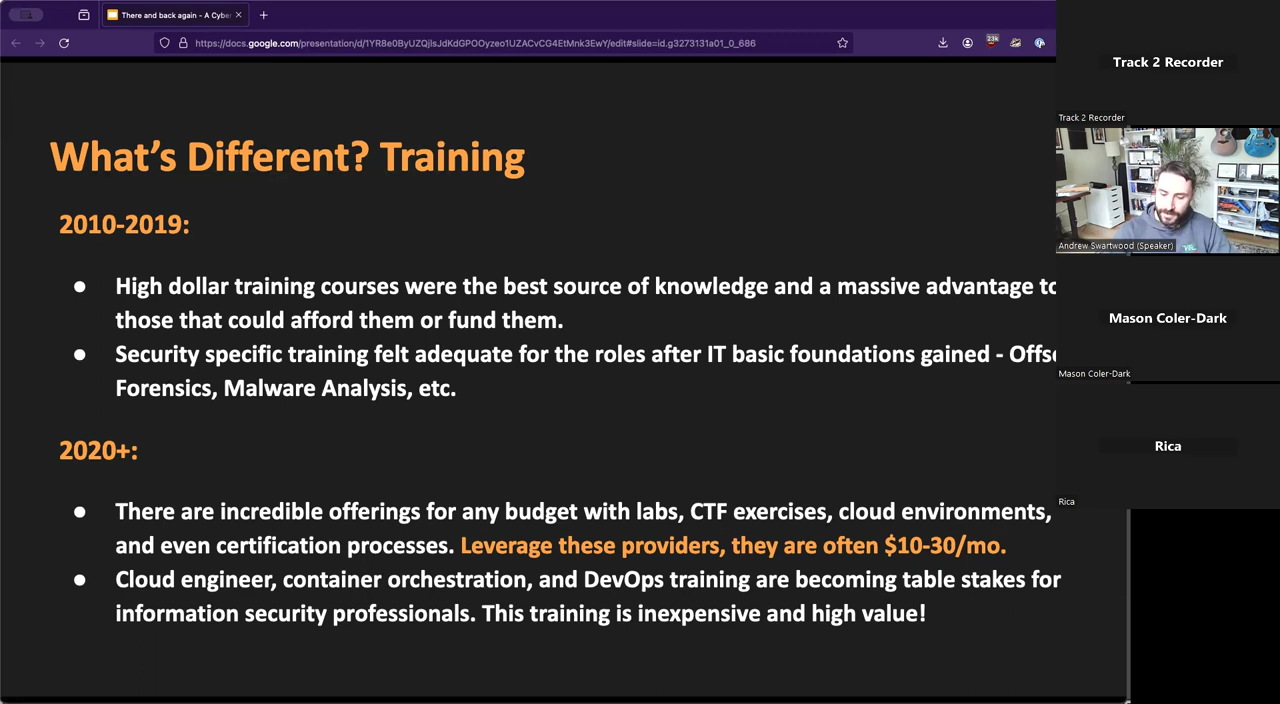 There and back again - A Cyber
https://docs.google.com/presentation/d/1YR8e0ByUZQjlsJdKdGPOOyzeo1UZACvCG4EtMnk3EwY/edit#slide=id.g3273131a01_0_686
23k
What's Different? Training
2010-2019:
● High dollar training courses were the best source of knowledge and a massive advantage to
those that could afford them or fund them.
● Security specific training felt adequate for the roles after IT basic foundations gained - Offse
Forensics, Malware Analysis, etc.
2020+:
● There are incredible offerings for any budget with labs, CTF exercises, cloud environments,
and even certification processes. Leverage these providers, they are often $10-30/mo.
● Cloud engineer, container orchestration, and DevOps training are becoming table stakes for
information security professionals. This training is inexpensive and high value!
Track 2 Recorder
Track 2 Recorder
Andrew Swartwood (Speaker)
Mason Coler-Dark
Mason Coler-Dark
Rica
Rica